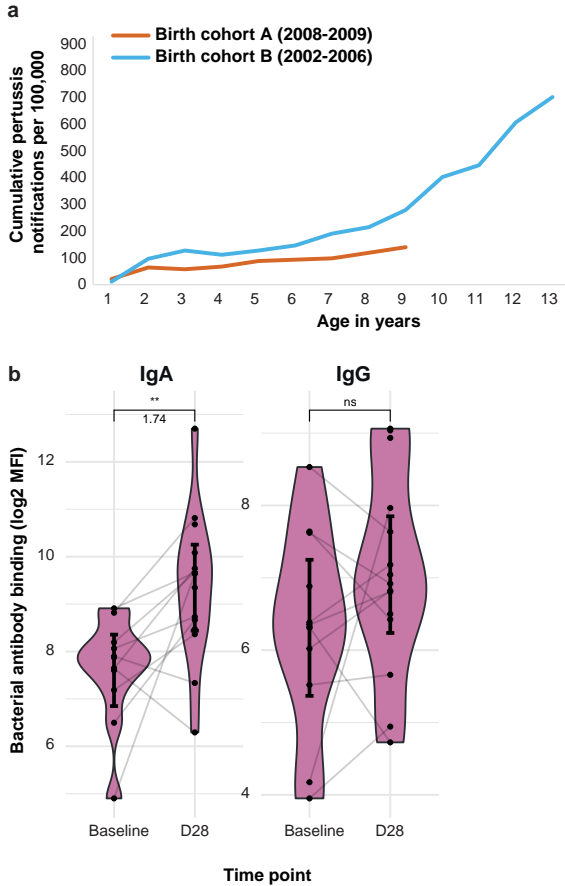 a
Birth cohort A (2008-2009)
Birth cohort B (2002-2006)
Cumulative pertussis
notifications per 100,000
900
800
700
600
500
400
300
200
100
0
1 2 3 4 5 6 7 8 9 10 11 12 13
Age in years
b
IgA IgG
Bacterial antibody binding (log2 MFI)
**
1.74
ns
12
10
8
6
8
6
4
Baseline D28 Baseline D28
Time point